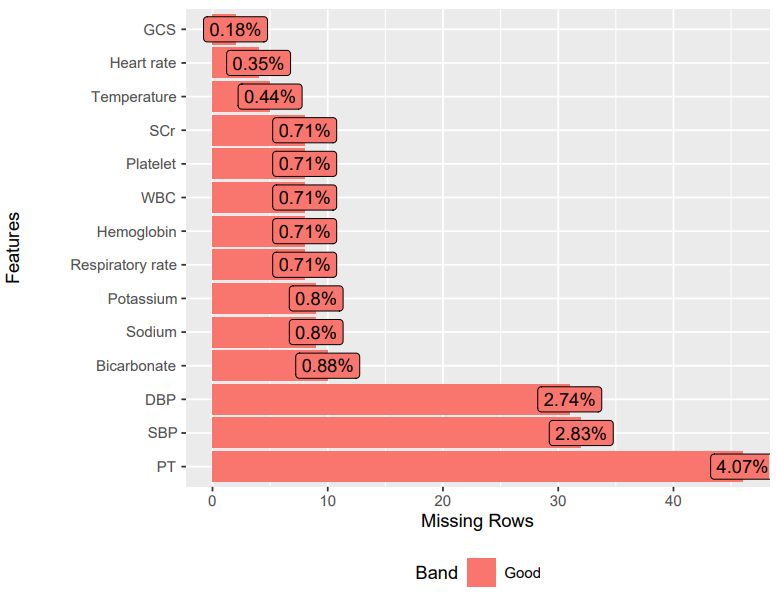 GCS 0.18%
Heart rate 0.35%
Temperature 0.44%
SCr 0.71%
Platelet 0.71%
WBC 0.71%
Hemoglobin 0.71%
Respiratory rate 0.71%
Potassium 0.8%
Sodium 0.8%
Bicarbonate 0.88%
DBP 2.74%
SBP 2.83%
PT 4.07%
Features
0 10 20 30 40
Missing Rows
Band Good